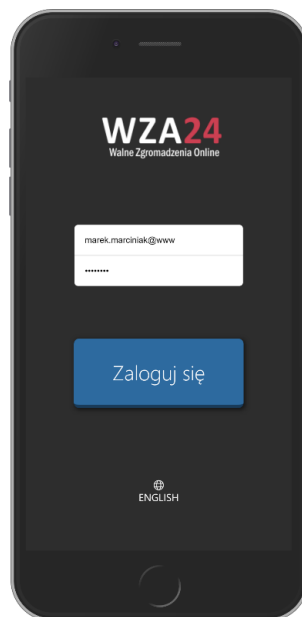 WZA24
Walne Zgromadzenia Online
marek.marciniak@www
••••••••
Zaloguj się
ENGLISH